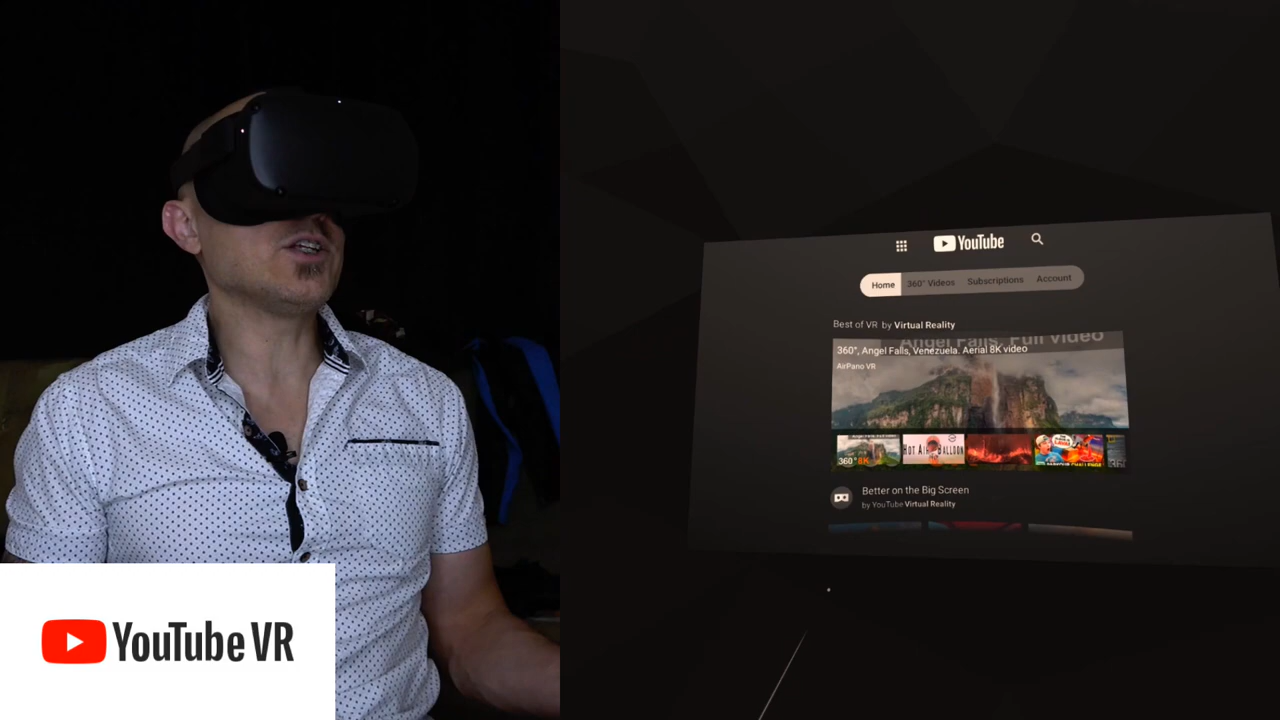 YouTube
Home 360° Videos Subscriptions Account
Best of VR by Virtual Reality
Angel Falls, Full video
360°, Angel Falls, Venezuela. Aerial 8K video
AirPano VR
360° 8K
HOT AIR BALLOON
PARKOUR CHALLENGE
Better on the Big Screen
by YouTube Virtual Reality
YouTube VR